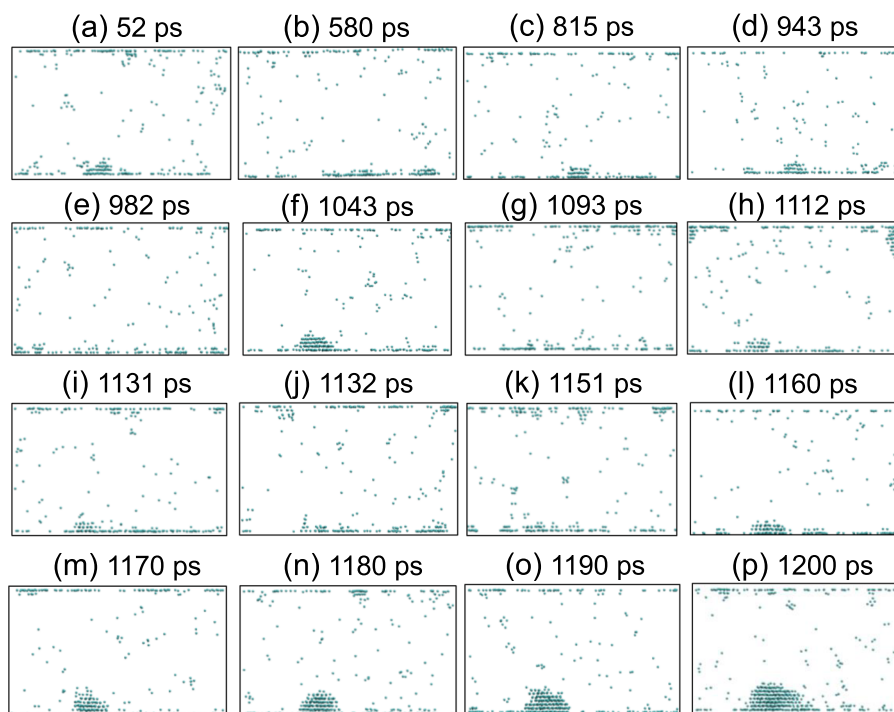 (a) 52 ps
(b) 580 ps
(c) 815 ps
(d) 943 ps
(e) 982 ps
(f) 1043 ps
(g) 1093 ps
(h) 1112 ps
(i) 1131 ps
(j) 1132 ps
(k) 1151 ps
(l) 1160 ps
(m) 1170 ps
(n) 1180 ps
(o) 1190 ps
(p) 1200 ps